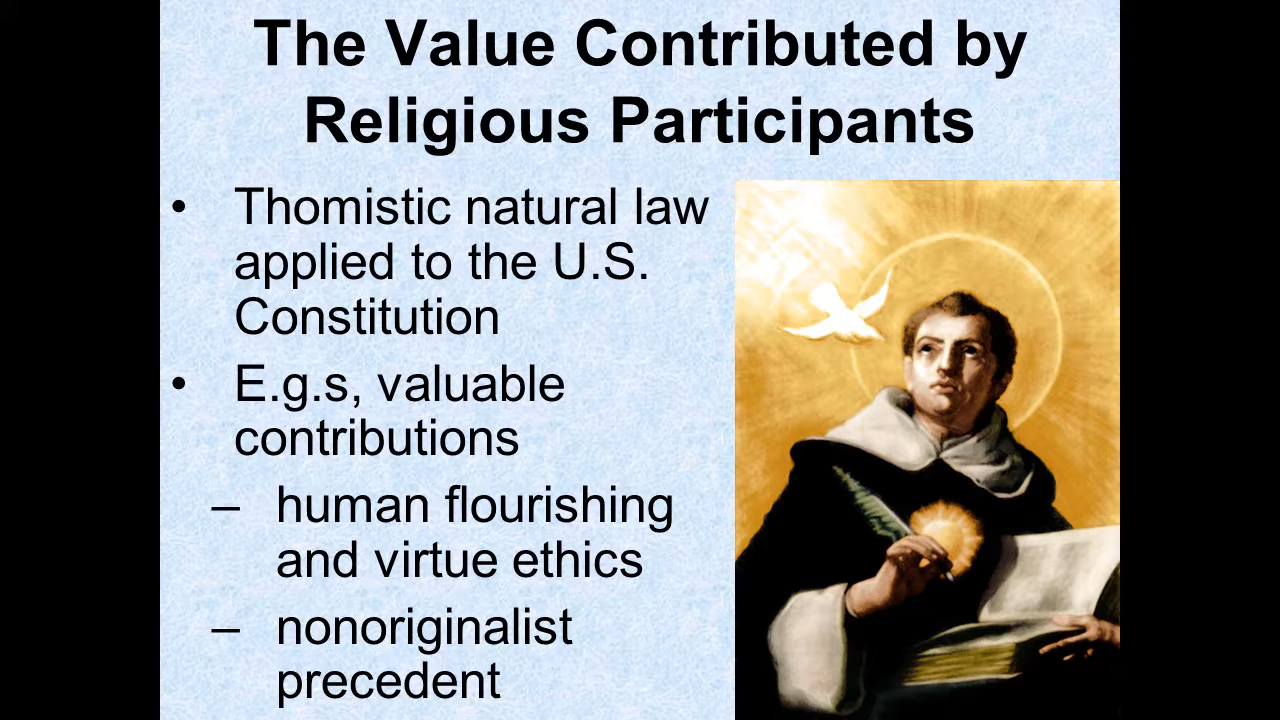 The Value Contributed by
Religious Participants
• Thomistic natural law
applied to the U.S.
Constitution
• E.g.s, valuable
contributions
– human flourishing
and virtue ethics
– nonoriginalist
precedent